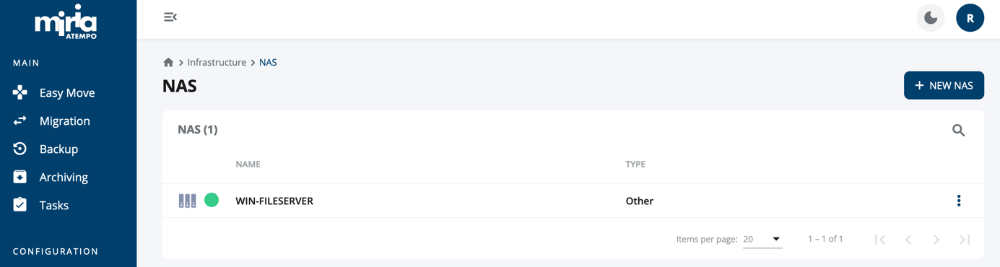 miria
ATEMPO
R
MAIN
Infrastructure NAS
NAS
+ NEW NAS
Easy Move
Migration
NAS (1)
Backup
NAME TYPE
Archiving
WIN-FILESERVER Other
Tasks
Items per page: 20 1 – 1 of 1
CONFIGURATION